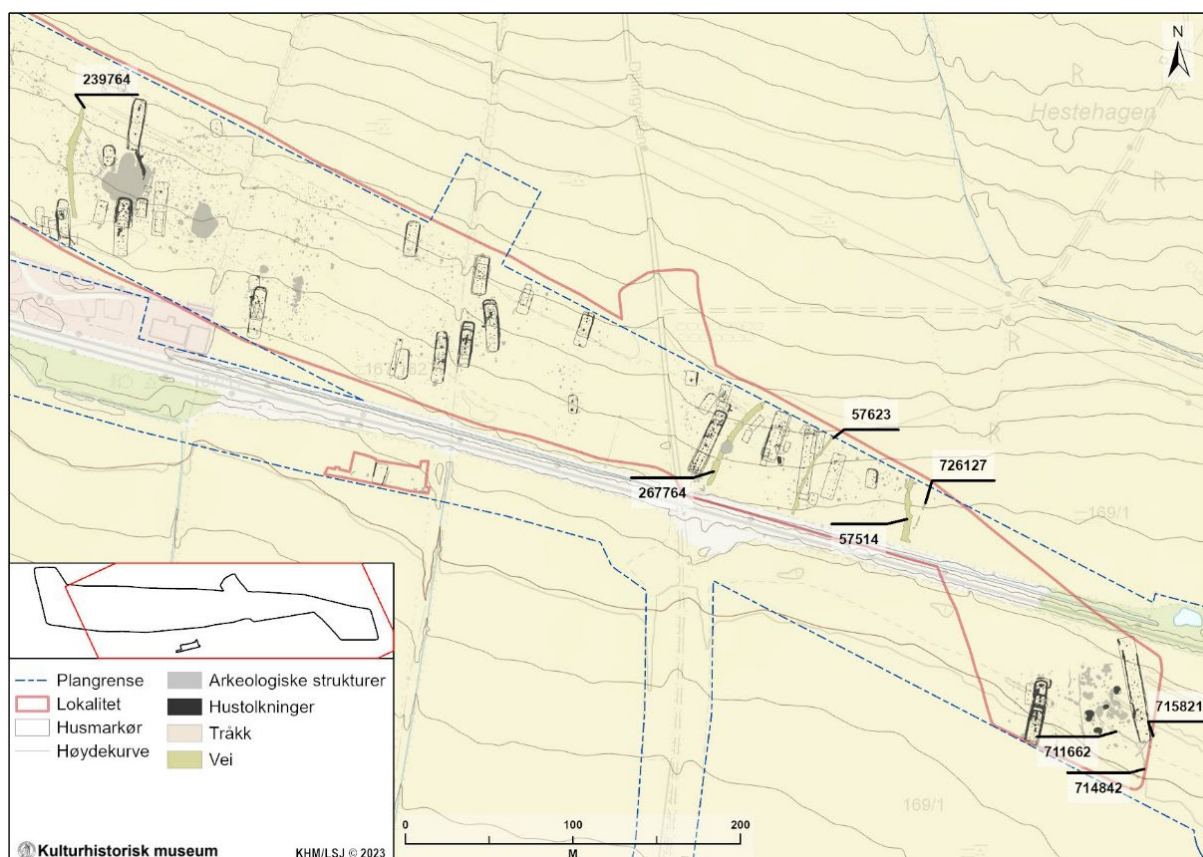 N
239764
Hestehagen
R
R
R
57623
726127
267764
57514
169/1
715821
711662
714842
169/1
Plangrense
Lokalitet
Husmarkør
Høydekurve
Arkeologiske strukturer
Hustolkninger
Tråkk
Vei
0 100 200
M
Kulturhistorisk museum
KHM/LSJ © 2023